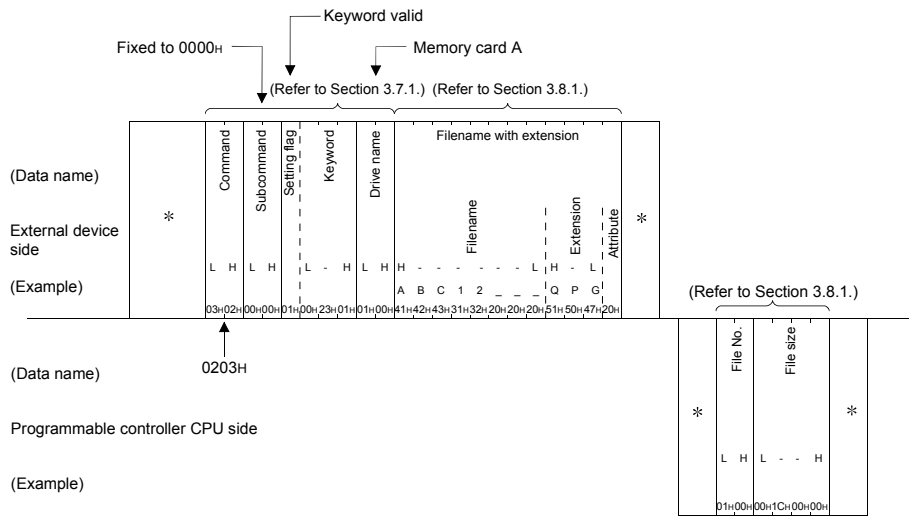 Keyword valid
Fixed to 0000H
Memory card A
(Refer to Section 3.7.1.) (Refer to Section 3.8.1.)
(Data name)
Command
Subcommand
Setting flag
Keyword
Drive name
Filename with extension
Filename
Extension
Attribute
External device
side
*
*
L H L H L - H L H H - - - - - - L H - L
(Example)
A B C 1 2 _ _ _ Q P G
03H02H00H00H01H00H23H01H01H00H41H42H43H31H32H20H20H20H51H50H47H20H
(Refer to Section 3.8.1.)
0203H
(Data name)
File No.
File size
*
*
Programmable controller CPU side
L H L - - H
(Example)
01H00H00H1CH00H00H